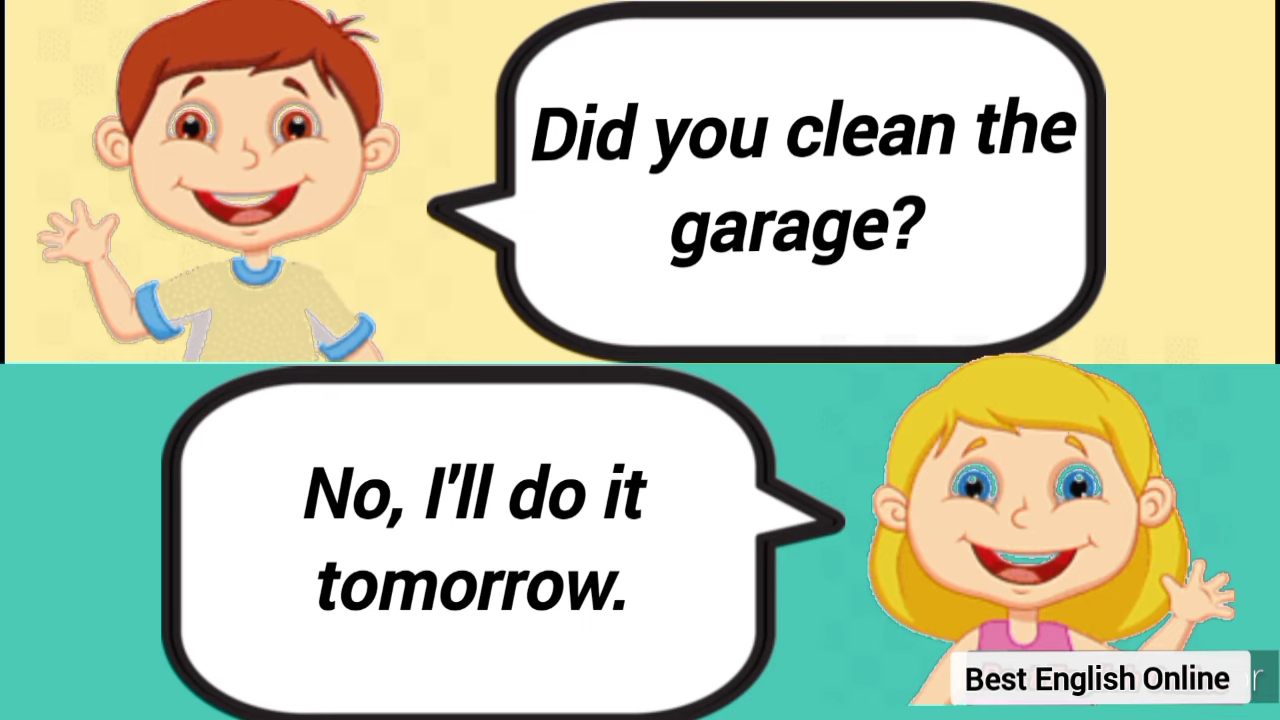 Did you clean the
garage?
No, I'll do it
tomorrow.
Best English Online